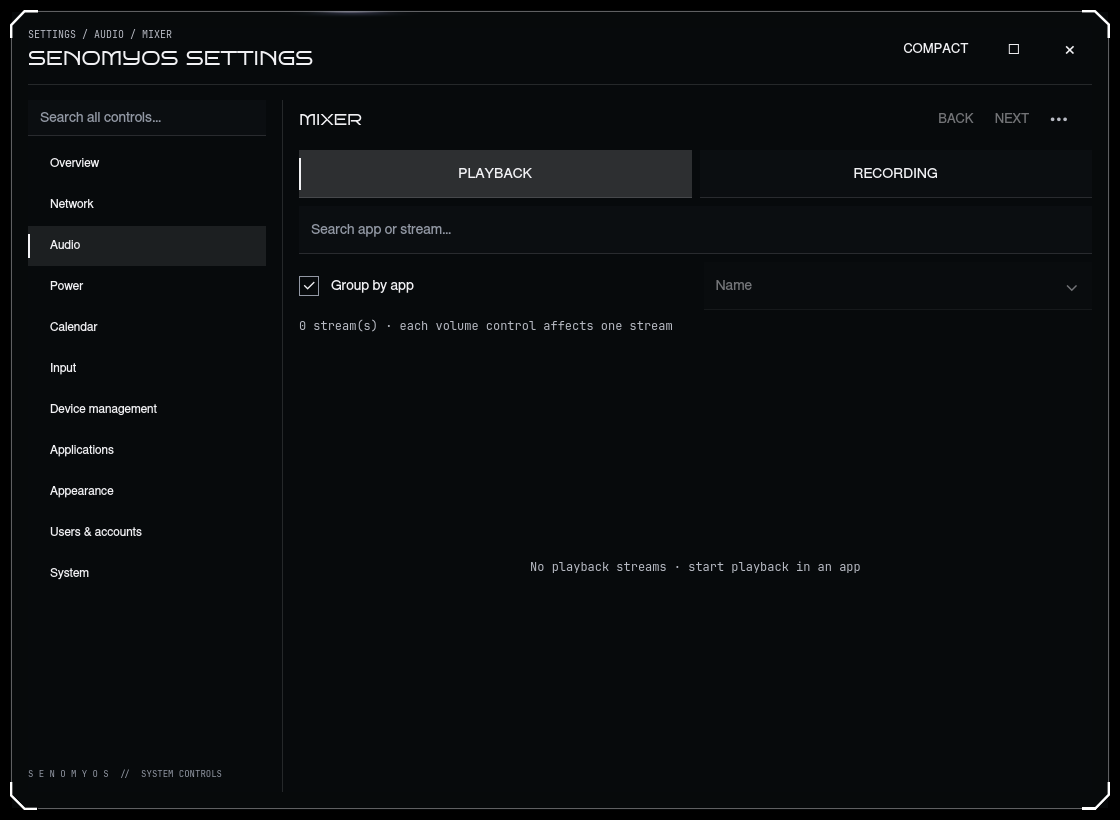 SETTINGS / AUDIO / MIXER
SENOMYOS SETTINGS
COMPACT
Search all controls...
Overview
Network
Audio
Power
Calendar
Input
Device management
Applications
Appearance
Users & accounts
System
S E N O M Y O S // SYSTEM CONTROLS
MIXER
BACK NEXT
PLAYBACK RECORDING
Search app or stream...
Group by app
Name
0 stream(s) · each volume control affects one stream
No playback streams · start playback in an app